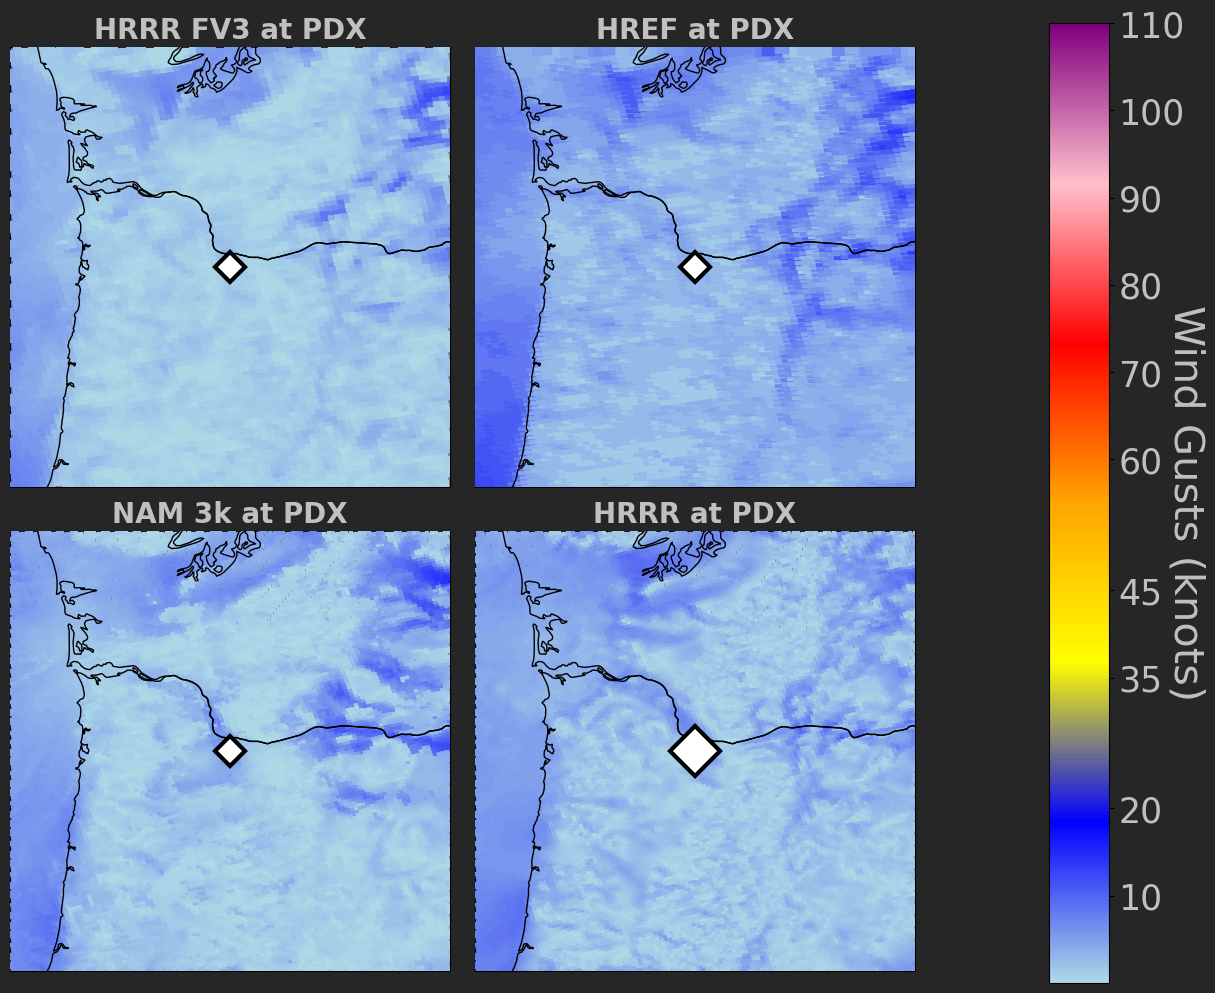 HRRR FV3 at PDX
HREF at PDX
NAM 3k at PDX
HRRR at PDX
110
100
90
80
70
60
45
35
20
10
Wind Gusts (knots)